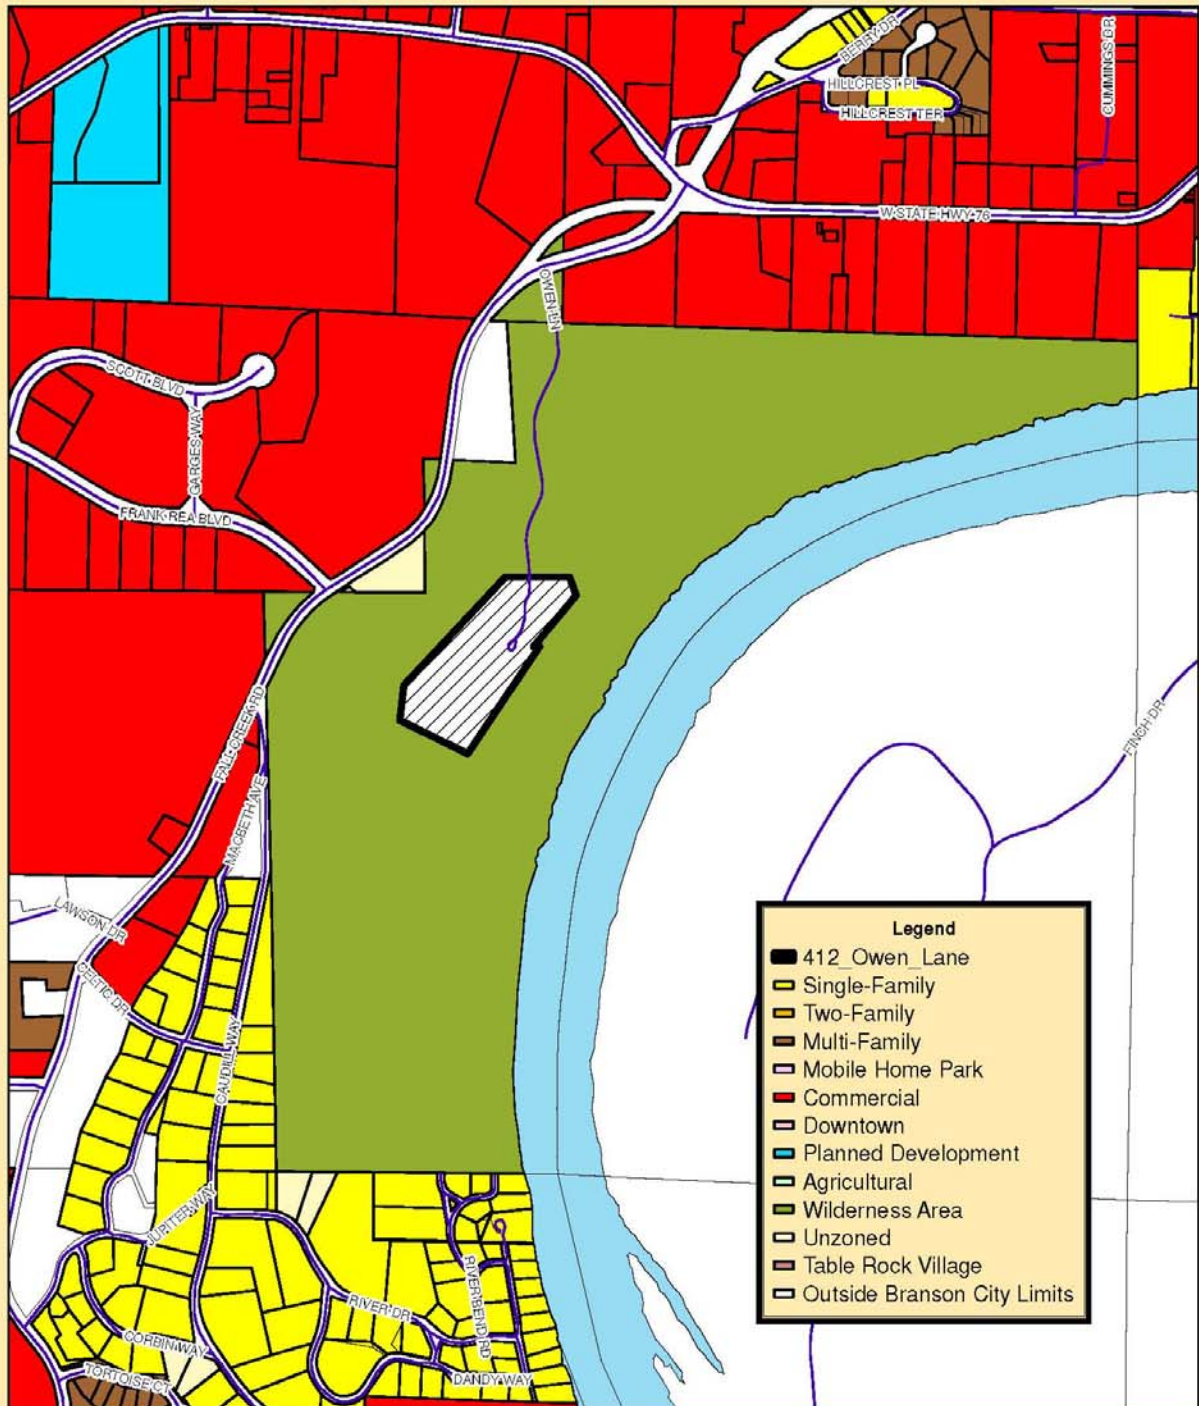 BERRY DR
HILLCREST PL
HILLCREST TER
CUMMINGS DR
W STATE HWY 76
OWEN LN
SCOTT BLVD
GARGES WAY
FRANK REA BLVD
FALL CREEK RD
MACBETH AVE
FINCH DR
LAWSON DR
CELTIC DR
CAUDILL WAY
JUPITER WAY
RIVER DR
RIVER BEND RD
CORBIN WAY
DANDY WAY
TORTOISE CT
Legend
412_Owen_Lane
Single-Family
Two-Family
Multi-Family
Mobile Home Park
Commercial
Downtown
Planned Development
Agricultural
Wilderness Area
Unzoned
Table Rock Village
Outside Branson City Limits